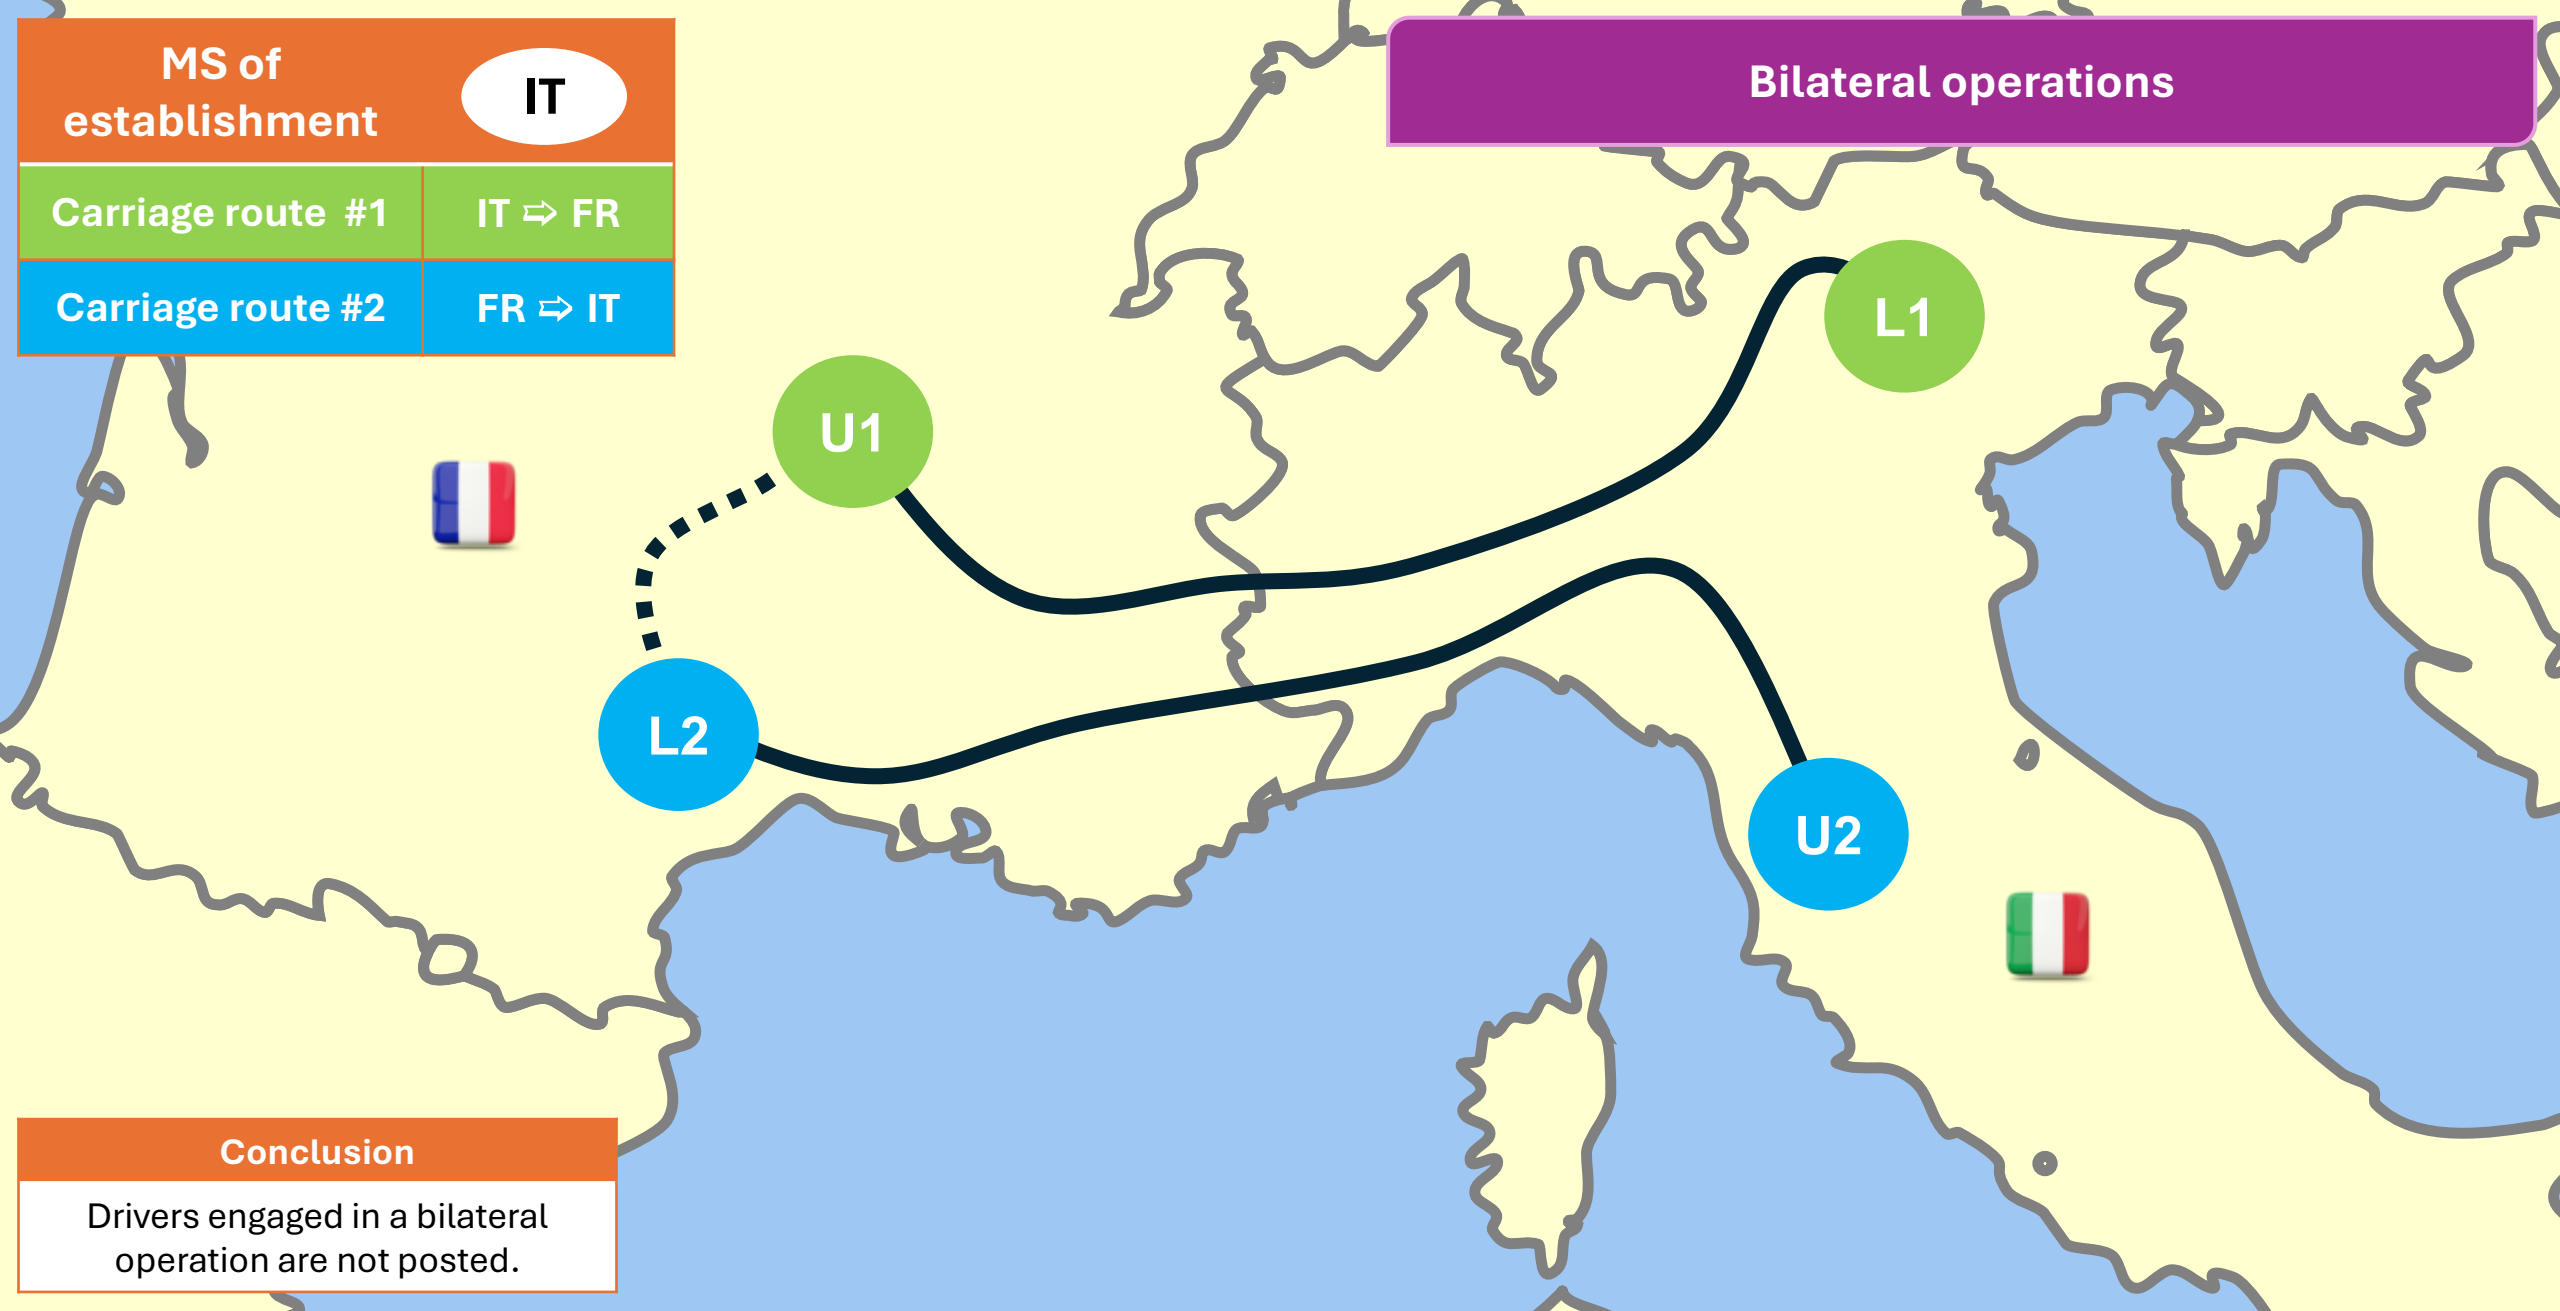 MS of
establishment
IT
Carriage route #1
IT ⇨ FR
Carriage route #2
FR ⇨ IT
Bilateral operations
L1
U1
L2
U2
Conclusion
Drivers engaged in a bilateral
operation are not posted.